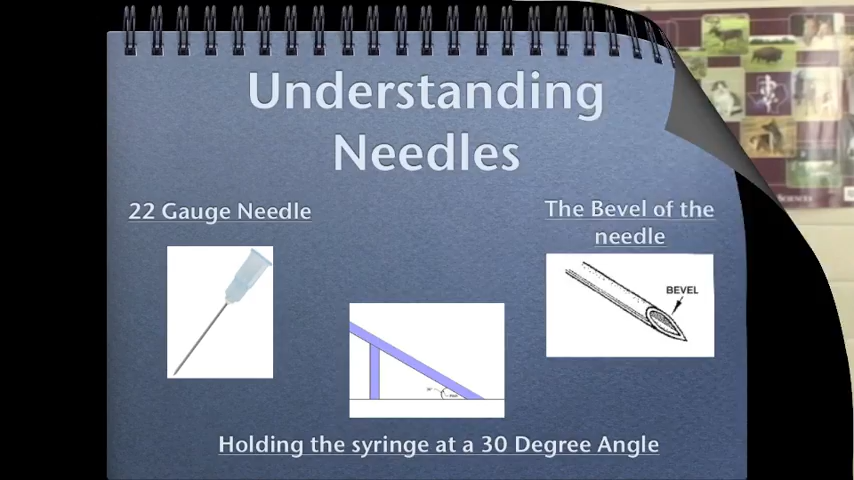 Understanding
Needles
22 Gauge Needle
The Bevel of the
needle
BEVEL
Holding the syringe at a 30 Degree Angle